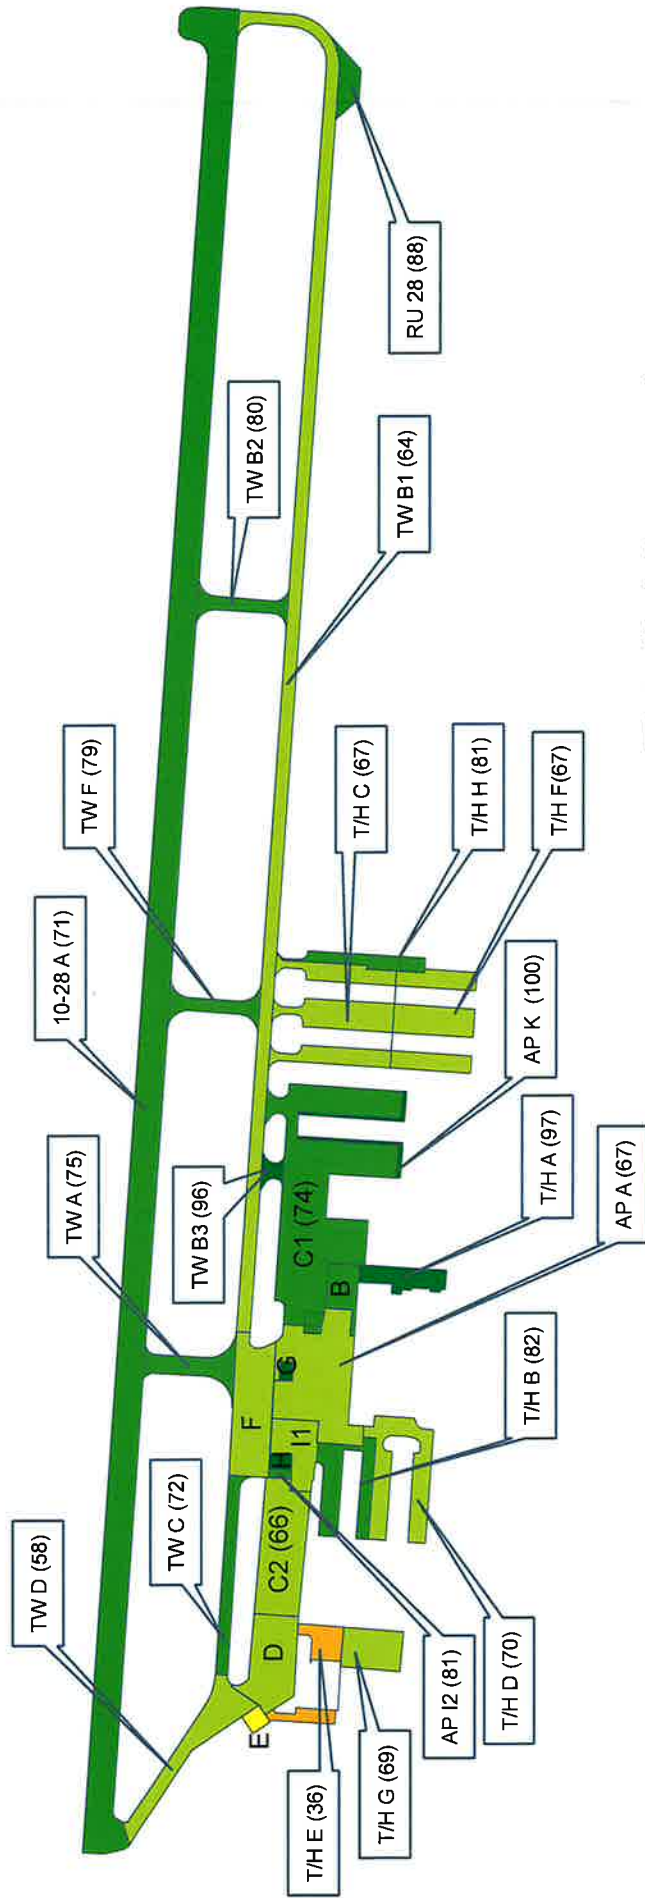 TW D (58)
TW C (72)
TW A (75)
10-28 A (71)
TW F (79)
TW B2 (80)
RU 28 (88)
TW B1 (64)
TW B3 (96)
T/H C (67)
T/H H (81)
T/H F(67)
AP K (100)
T/H A (97)
AP A (67)
T/H B (82)
T/H D (70)
AP I2 (81)
T/H G (69)
T/H E (36)
E
D
C2 (66)
H
I1
F
G
B
C1 (74)